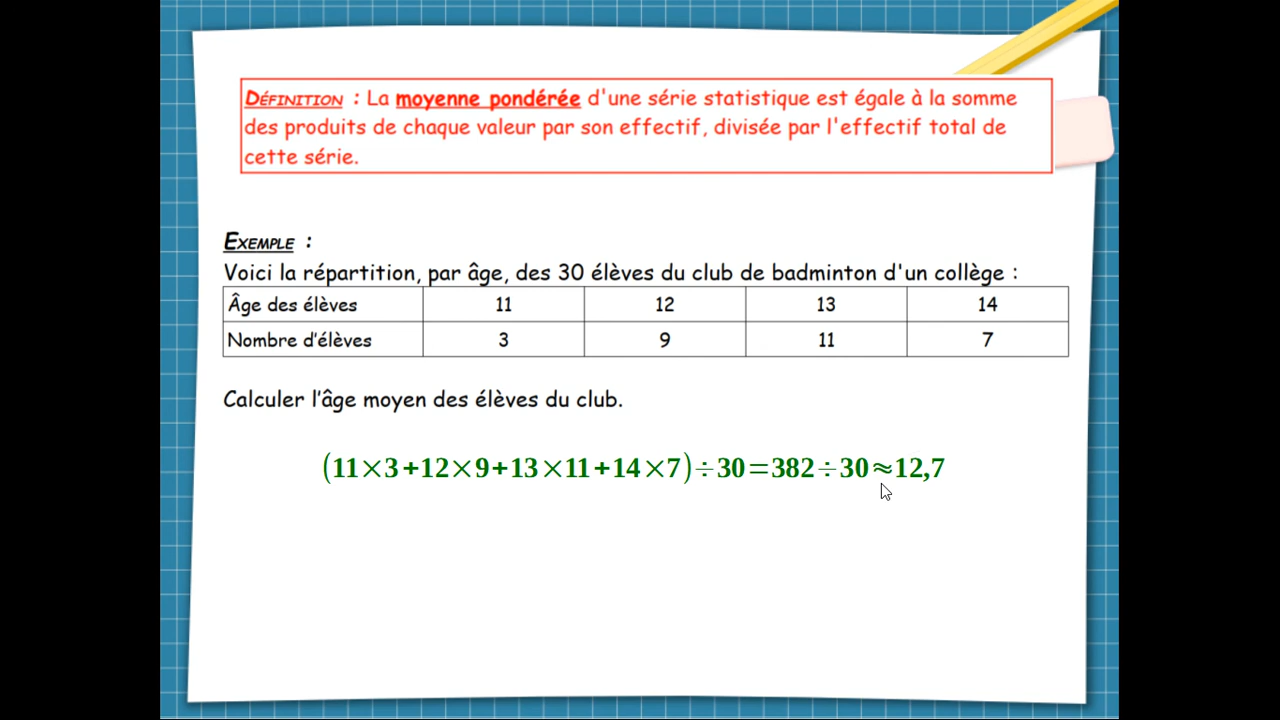 DÉFINITION : La moyenne pondérée d'une série statistique est égale à la somme
des produits de chaque valeur par son effectif, divisée par l'effectif total de
cette série.
EXEMPLE :
Voici la répartition, par âge, des 30 élèves du club de badminton d'un collège :
Âge des élèves 11 12 13 14
Nombre d'élèves 3 9 11 7
Calculer l'âge moyen des élèves du club.
(11×3+12×9+13×11+14×7)÷30=382÷30≈12,7